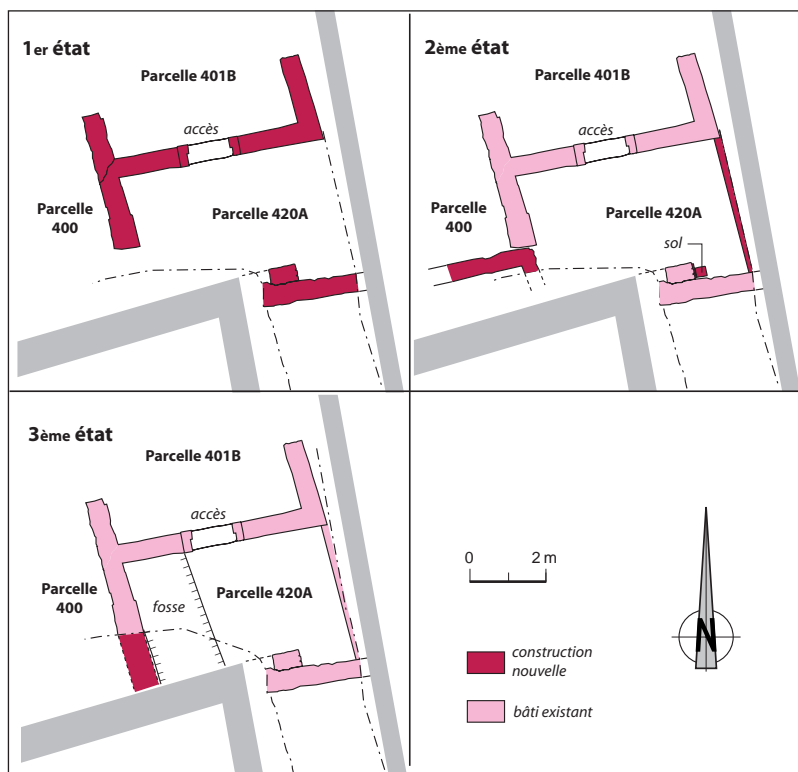 1er état
Parcelle 401B
accès
Parcelle
400
Parcelle 420A
2ème état
Parcelle 401B
accès
Parcelle
400
Parcelle 420A
sol
3ème état
Parcelle 401B
accès
Parcelle
400
fosse
Parcelle 420A
0 2 m
N
construction
nouvelle
bâti existant